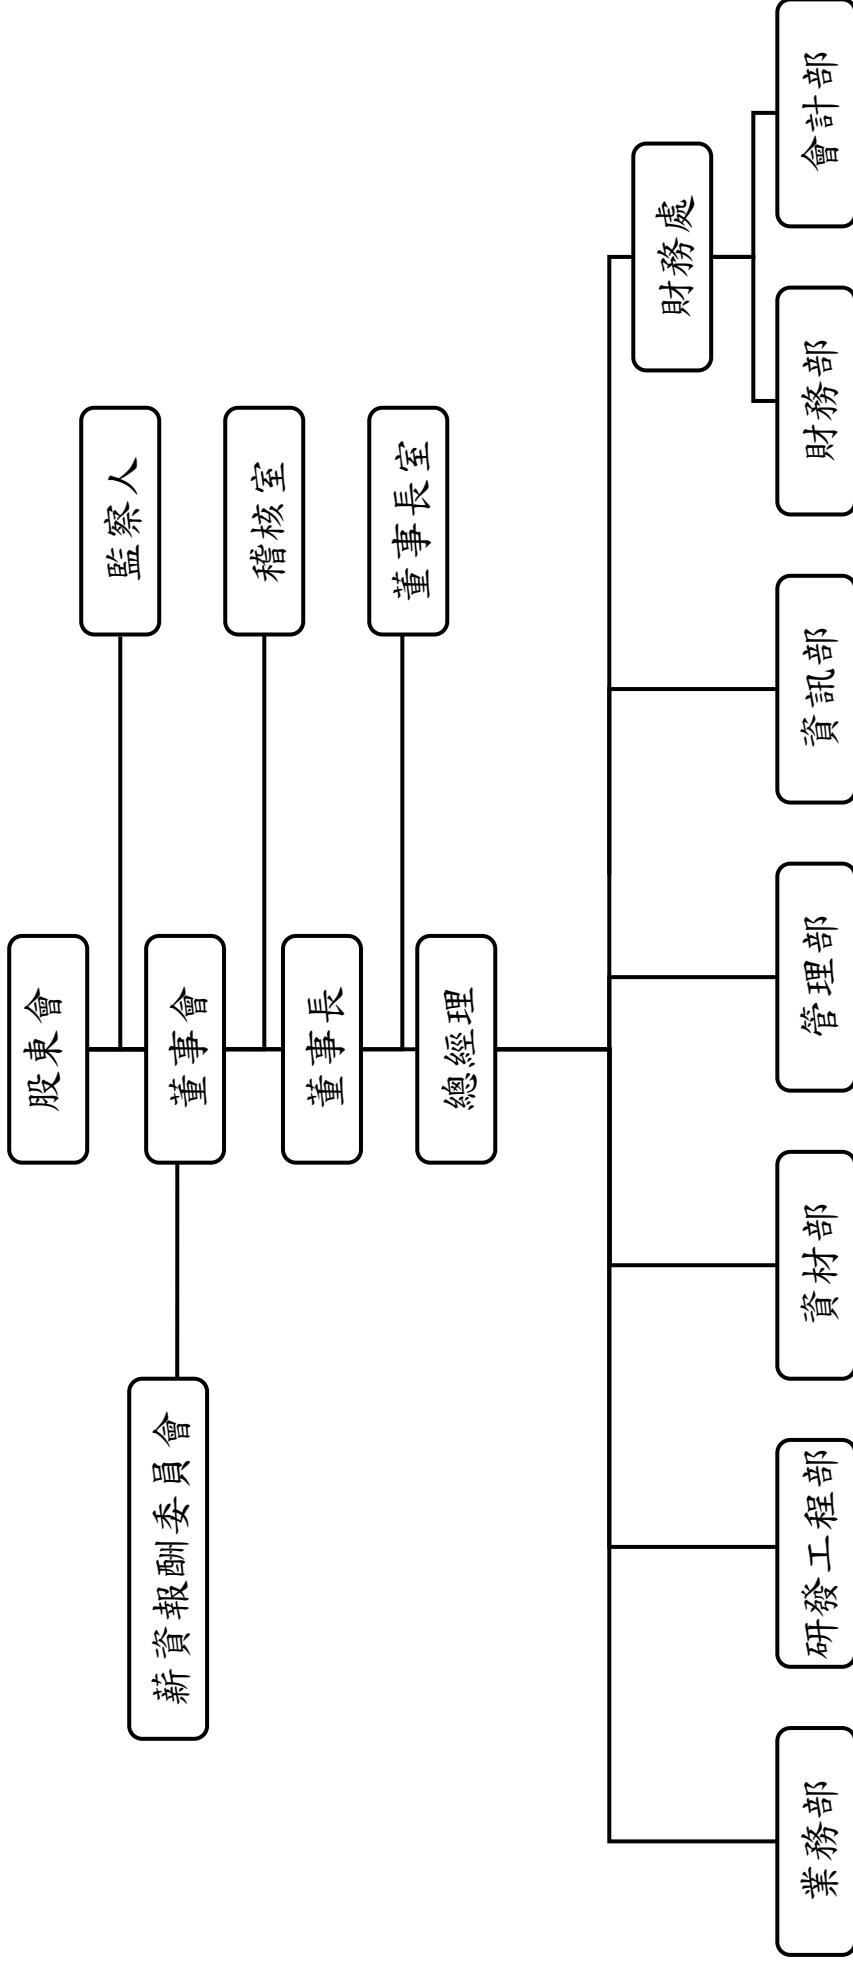 股東會
監察人
董事會
薪資報酬委員會
稽核室
董事長
董事長室
總經理
財務處
業務部
研發工程部
資材部
管理部
資訊部
財務部
會計部